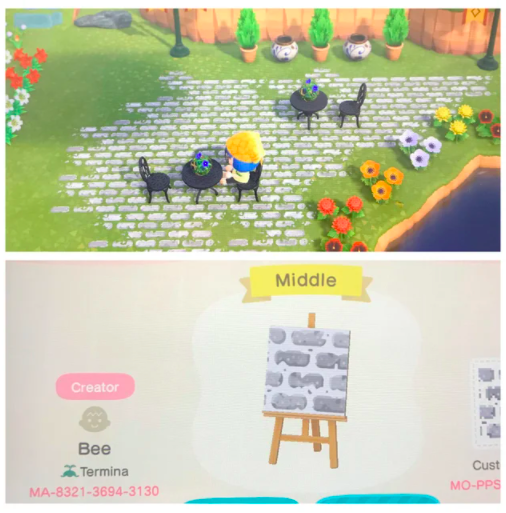 Middle
Creator
Bee
Termina
MA-8321-3694-3130
Cust
MO-PPS